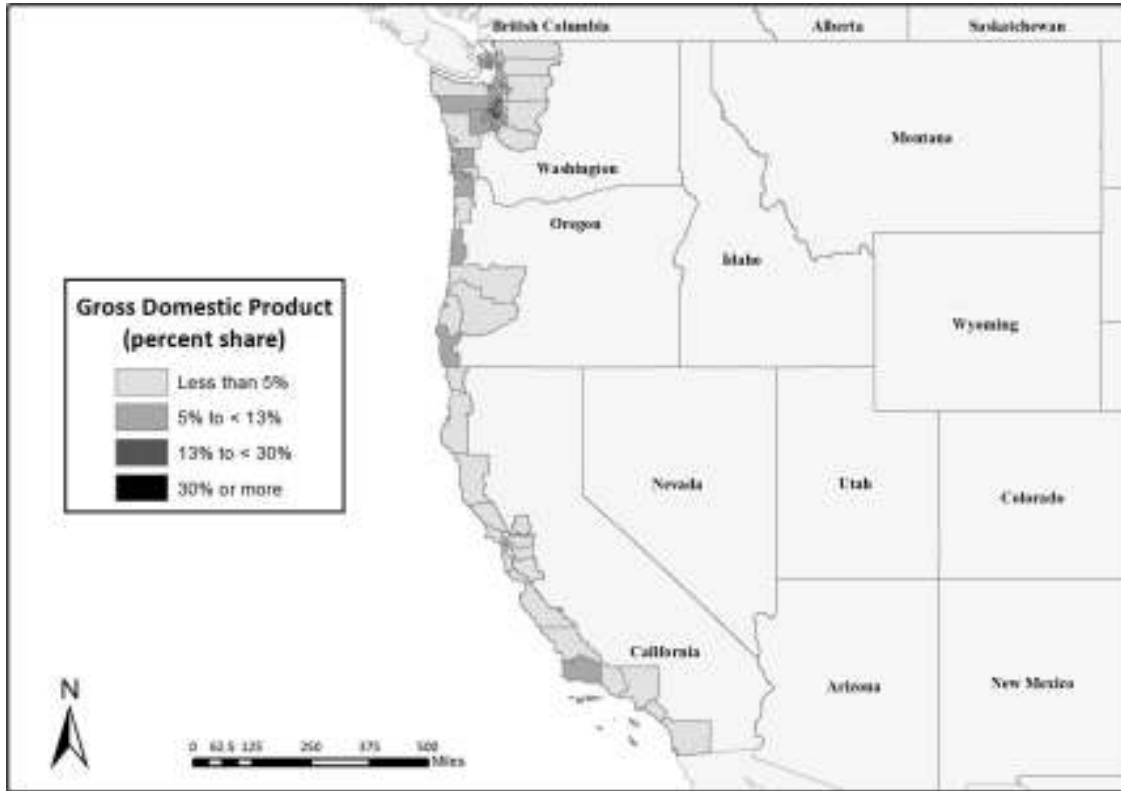 British Columbia
Alberta
Saskatchewan
Montana
Washington
Oregon
Idaho
Wyoming
Gross Domestic Product
(percent share)
Less than 5%
5% to < 13%
13% to < 30%
30% or more
Nevada
Utah
Colorado
California
Arizona
New Mexico
N
0 62.5 125 250 375 500
Miles